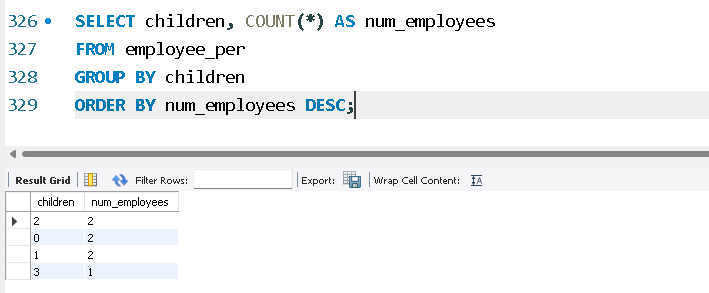 326 SELECT children, COUNT(*) AS num_employees
327 FROM employee_per
328 GROUP BY children
329 ORDER BY num_employees DESC;
Result Grid Filter Rows: Export: Wrap Cell Content: IA
children num_employees
2 2
0 2
1 2
3 1